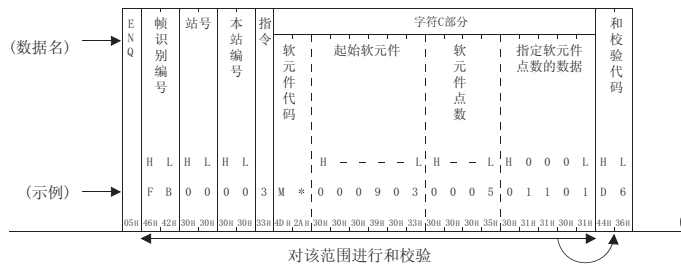 字符C部分
(数据名)
ENQ
帧识别编号
站号
本站编号
指令
软元件代码
起始软元件
软元件点数
指定软元件
点数的数据
和校验代码
H L H L H L H － － － － L H － － L H 0 0 0 L H L
(示例) F B 0 0 0 0 3 M * 0 0 0 9 0 3 0 0 0 5 0 1 1 0 1 D 6
05H 46H 42H 30H 30H 30H 30H 33H 4DH 2AH 30H 30H 30H 39H 30H 33H 30H 30H 30H 35H 30H 31H 31H 30H 31H 44H 36H
对该范围进行和校验